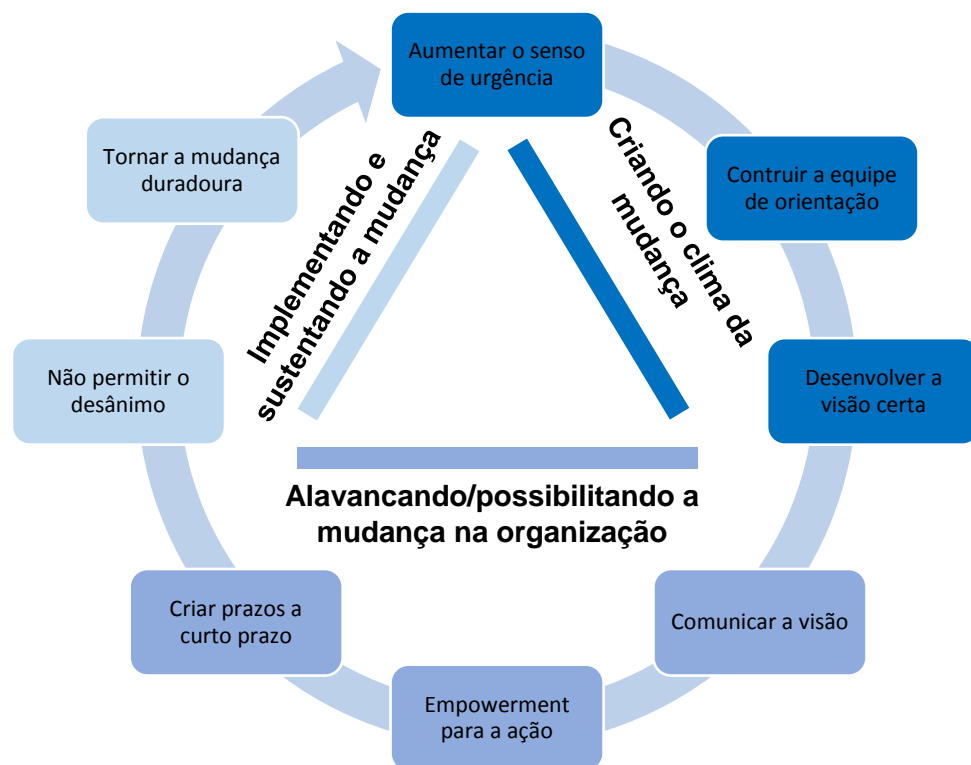 Aumentar o senso
de urgência
Contruir a equipe
de orientação
Desenvolver a
visão certa
Comunicar a visão
Empowerment
para a ação
Criar prazos a
curto prazo
Não permitir o
desânimo
Tornar a mudança
duradoura
Criando o clima da
mudança
Alavancando/possibilitando a
mudança na organização
Implementando e
sustentando a mudança